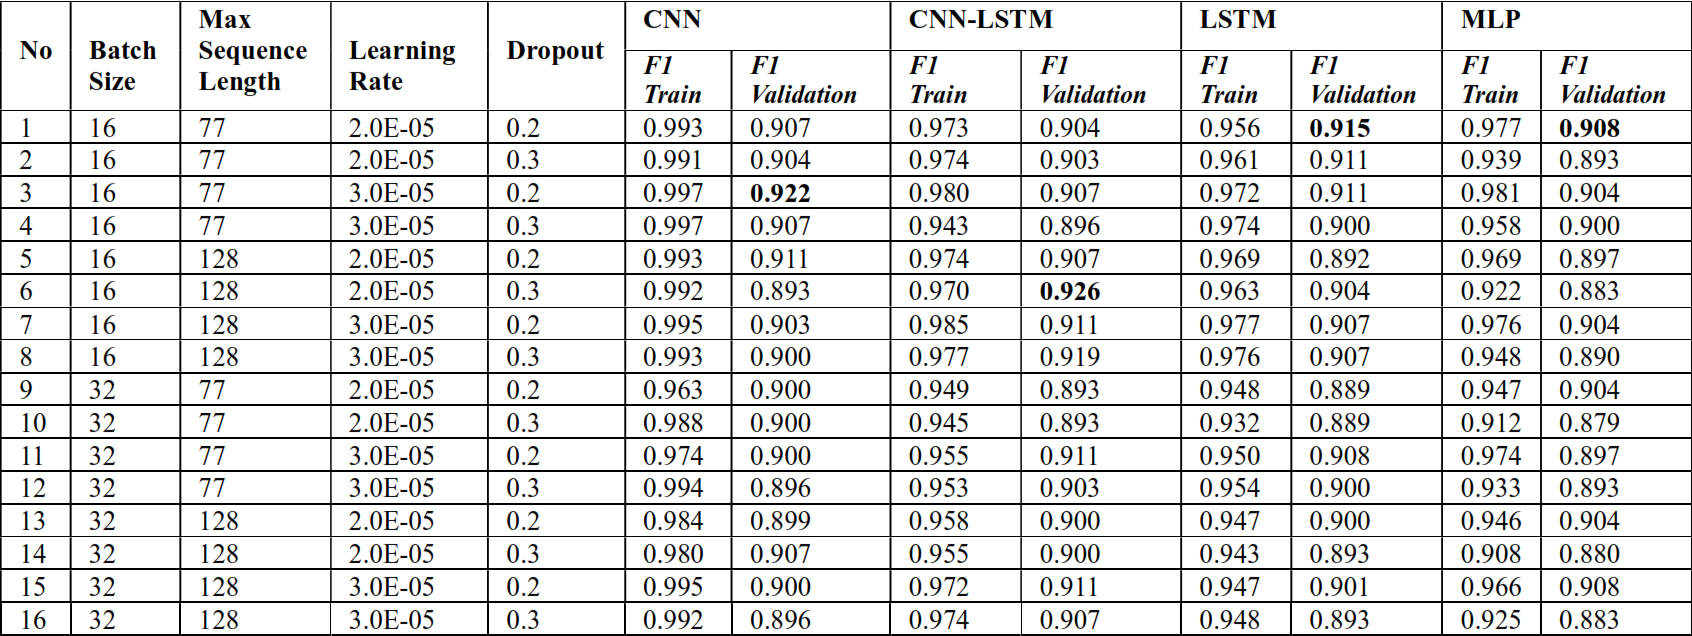 No Batch Size Max Sequence Length Learning Rate Dropout CNN CNN-LSTM LSTM MLP
F1 Train F1 Validation F1 Train F1 Validation F1 Train F1 Validation F1 Train F1 Validation
1 16 77 2.0E-05 0.2 0.993 0.907 0.973 0.904 0.956 0.915 0.977 0.908
2 16 77 2.0E-05 0.3 0.991 0.904 0.974 0.903 0.961 0.911 0.939 0.893
3 16 77 3.0E-05 0.2 0.997 0.922 0.980 0.907 0.972 0.911 0.981 0.904
4 16 77 3.0E-05 0.3 0.997 0.907 0.943 0.896 0.974 0.900 0.958 0.900
5 16 128 2.0E-05 0.2 0.993 0.911 0.974 0.907 0.969 0.892 0.969 0.897
6 16 128 2.0E-05 0.3 0.992 0.893 0.970 0.926 0.963 0.904 0.922 0.883
7 16 128 3.0E-05 0.2 0.995 0.903 0.985 0.911 0.977 0.907 0.976 0.904
8 16 128 3.0E-05 0.3 0.993 0.900 0.977 0.919 0.976 0.907 0.948 0.890
9 32 77 2.0E-05 0.2 0.963 0.900 0.949 0.893 0.948 0.889 0.947 0.904
10 32 77 2.0E-05 0.3 0.988 0.900 0.945 0.893 0.932 0.889 0.912 0.879
11 32 77 3.0E-05 0.2 0.974 0.900 0.955 0.911 0.950 0.908 0.974 0.897
12 32 77 3.0E-05 0.3 0.994 0.896 0.953 0.903 0.954 0.900 0.933 0.893
13 32 128 2.0E-05 0.2 0.984 0.899 0.958 0.900 0.947 0.900 0.946 0.904
14 32 128 2.0E-05 0.3 0.980 0.907 0.955 0.900 0.943 0.893 0.908 0.880
15 32 128 3.0E-05 0.2 0.995 0.900 0.972 0.911 0.947 0.901 0.966 0.908
16 32 128 3.0E-05 0.3 0.992 0.896 0.974 0.907 0.948 0.893 0.925 0.883